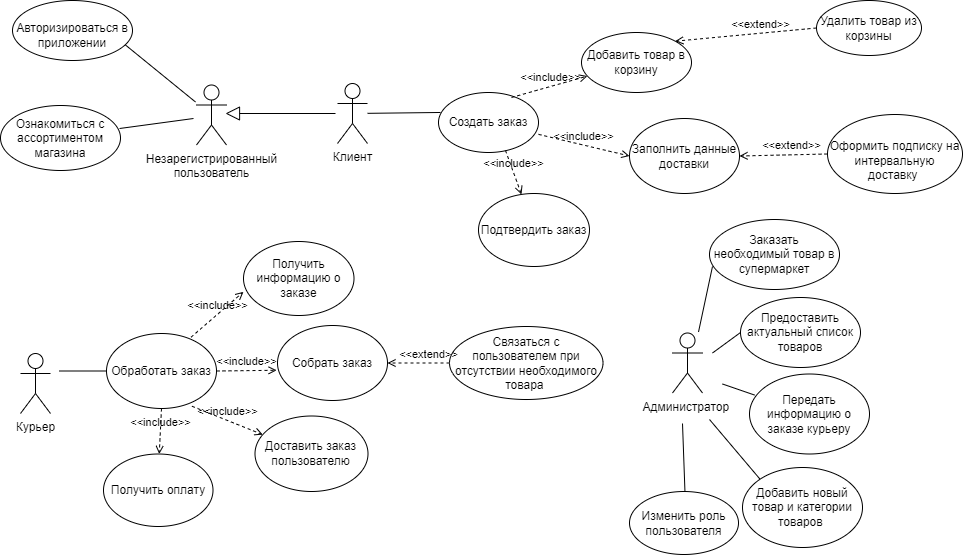 Авторизироваться в
приложении
Ознакомиться с
ассортиментом
магазина
Незарегистрированный
пользователь
Клиент
Создать заказ
<<include>>
Добавить товар в
корзину
<<extend>>
Удалить товар из
корзины
<<include>>
Заполнить данные
доставки
<<extend>>
Оформить подписку на
интервальную
доставку
<<include>>
Подтвердить заказ
Курьер
Обработать заказ
<<include>>
Получить
информацию о
заказе
<<include>>
Собрать заказ
<<extend>>
Связаться с
пользователем при
отсутствии необходимого
товара
<<include>>
Доставить заказ
пользователю
<<include>>
Получить оплату
Администратор
Заказать
необходимый товар в
супермаркет
Предоставить
актуальный список
товаров
Передать
информацию о
заказе курьеру
Добавить новый
товар и категории
товаров
Изменить роль
пользователя